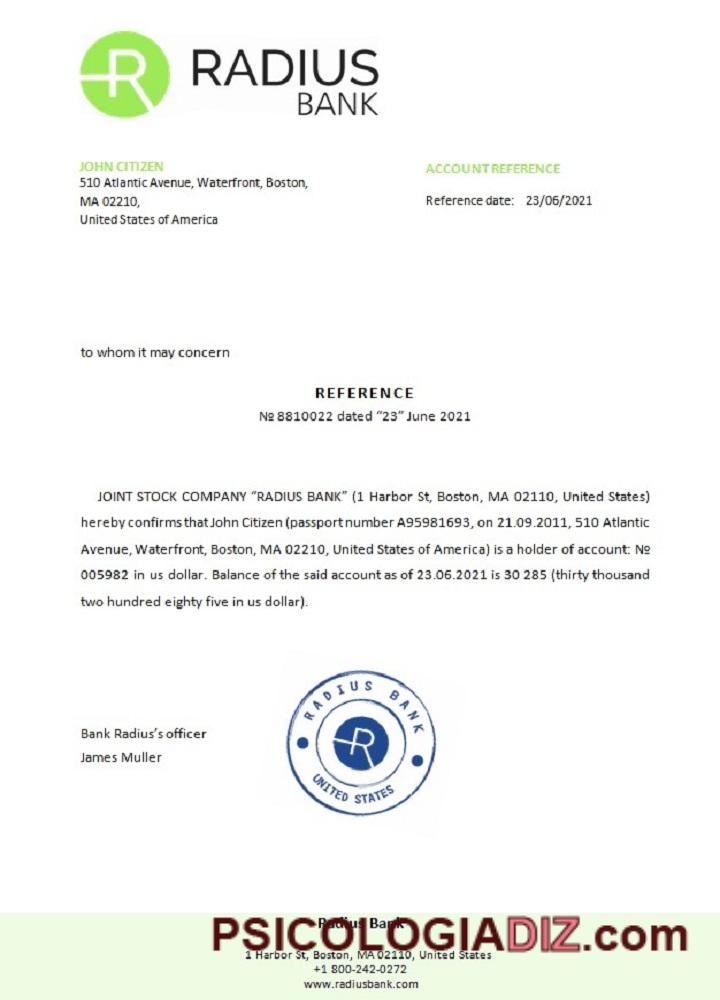 RADIUS
BANK
JOHN CITIZEN
510 Atlantic Avenue, Waterfront, Boston,
MA 02210,
United States of America
ACCOUNT REFERENCE
Reference date: 23/06/2021
to whom it may concern
REFERENCE
№ 8810022 dated “23” June 2021
JOINT STOCK COMPANY “RADIUS BANK” (1 Harbor St, Boston, MA 02110, United States)
hereby confirms that John Citizen (passport number A95981693, on 21.09.2011, 510 Atlantic
Avenue, Waterfront, Boston, MA 02210, United States of America) is a holder of account: №
005982 in us dollar. Balance of the said account as of 23.06.2021 is 30 285 (thirty thousand
two hundred eighty five in us dollar).
RADIUS BANK
R
UNITED STATES
Bank Radius’s officer
James Muller
Radius Bank
PSICOLOGIADIZ.com
1 Harbor St, Boston, MA 02110, United States
+1 800-242-0272
www.radiusbank.com